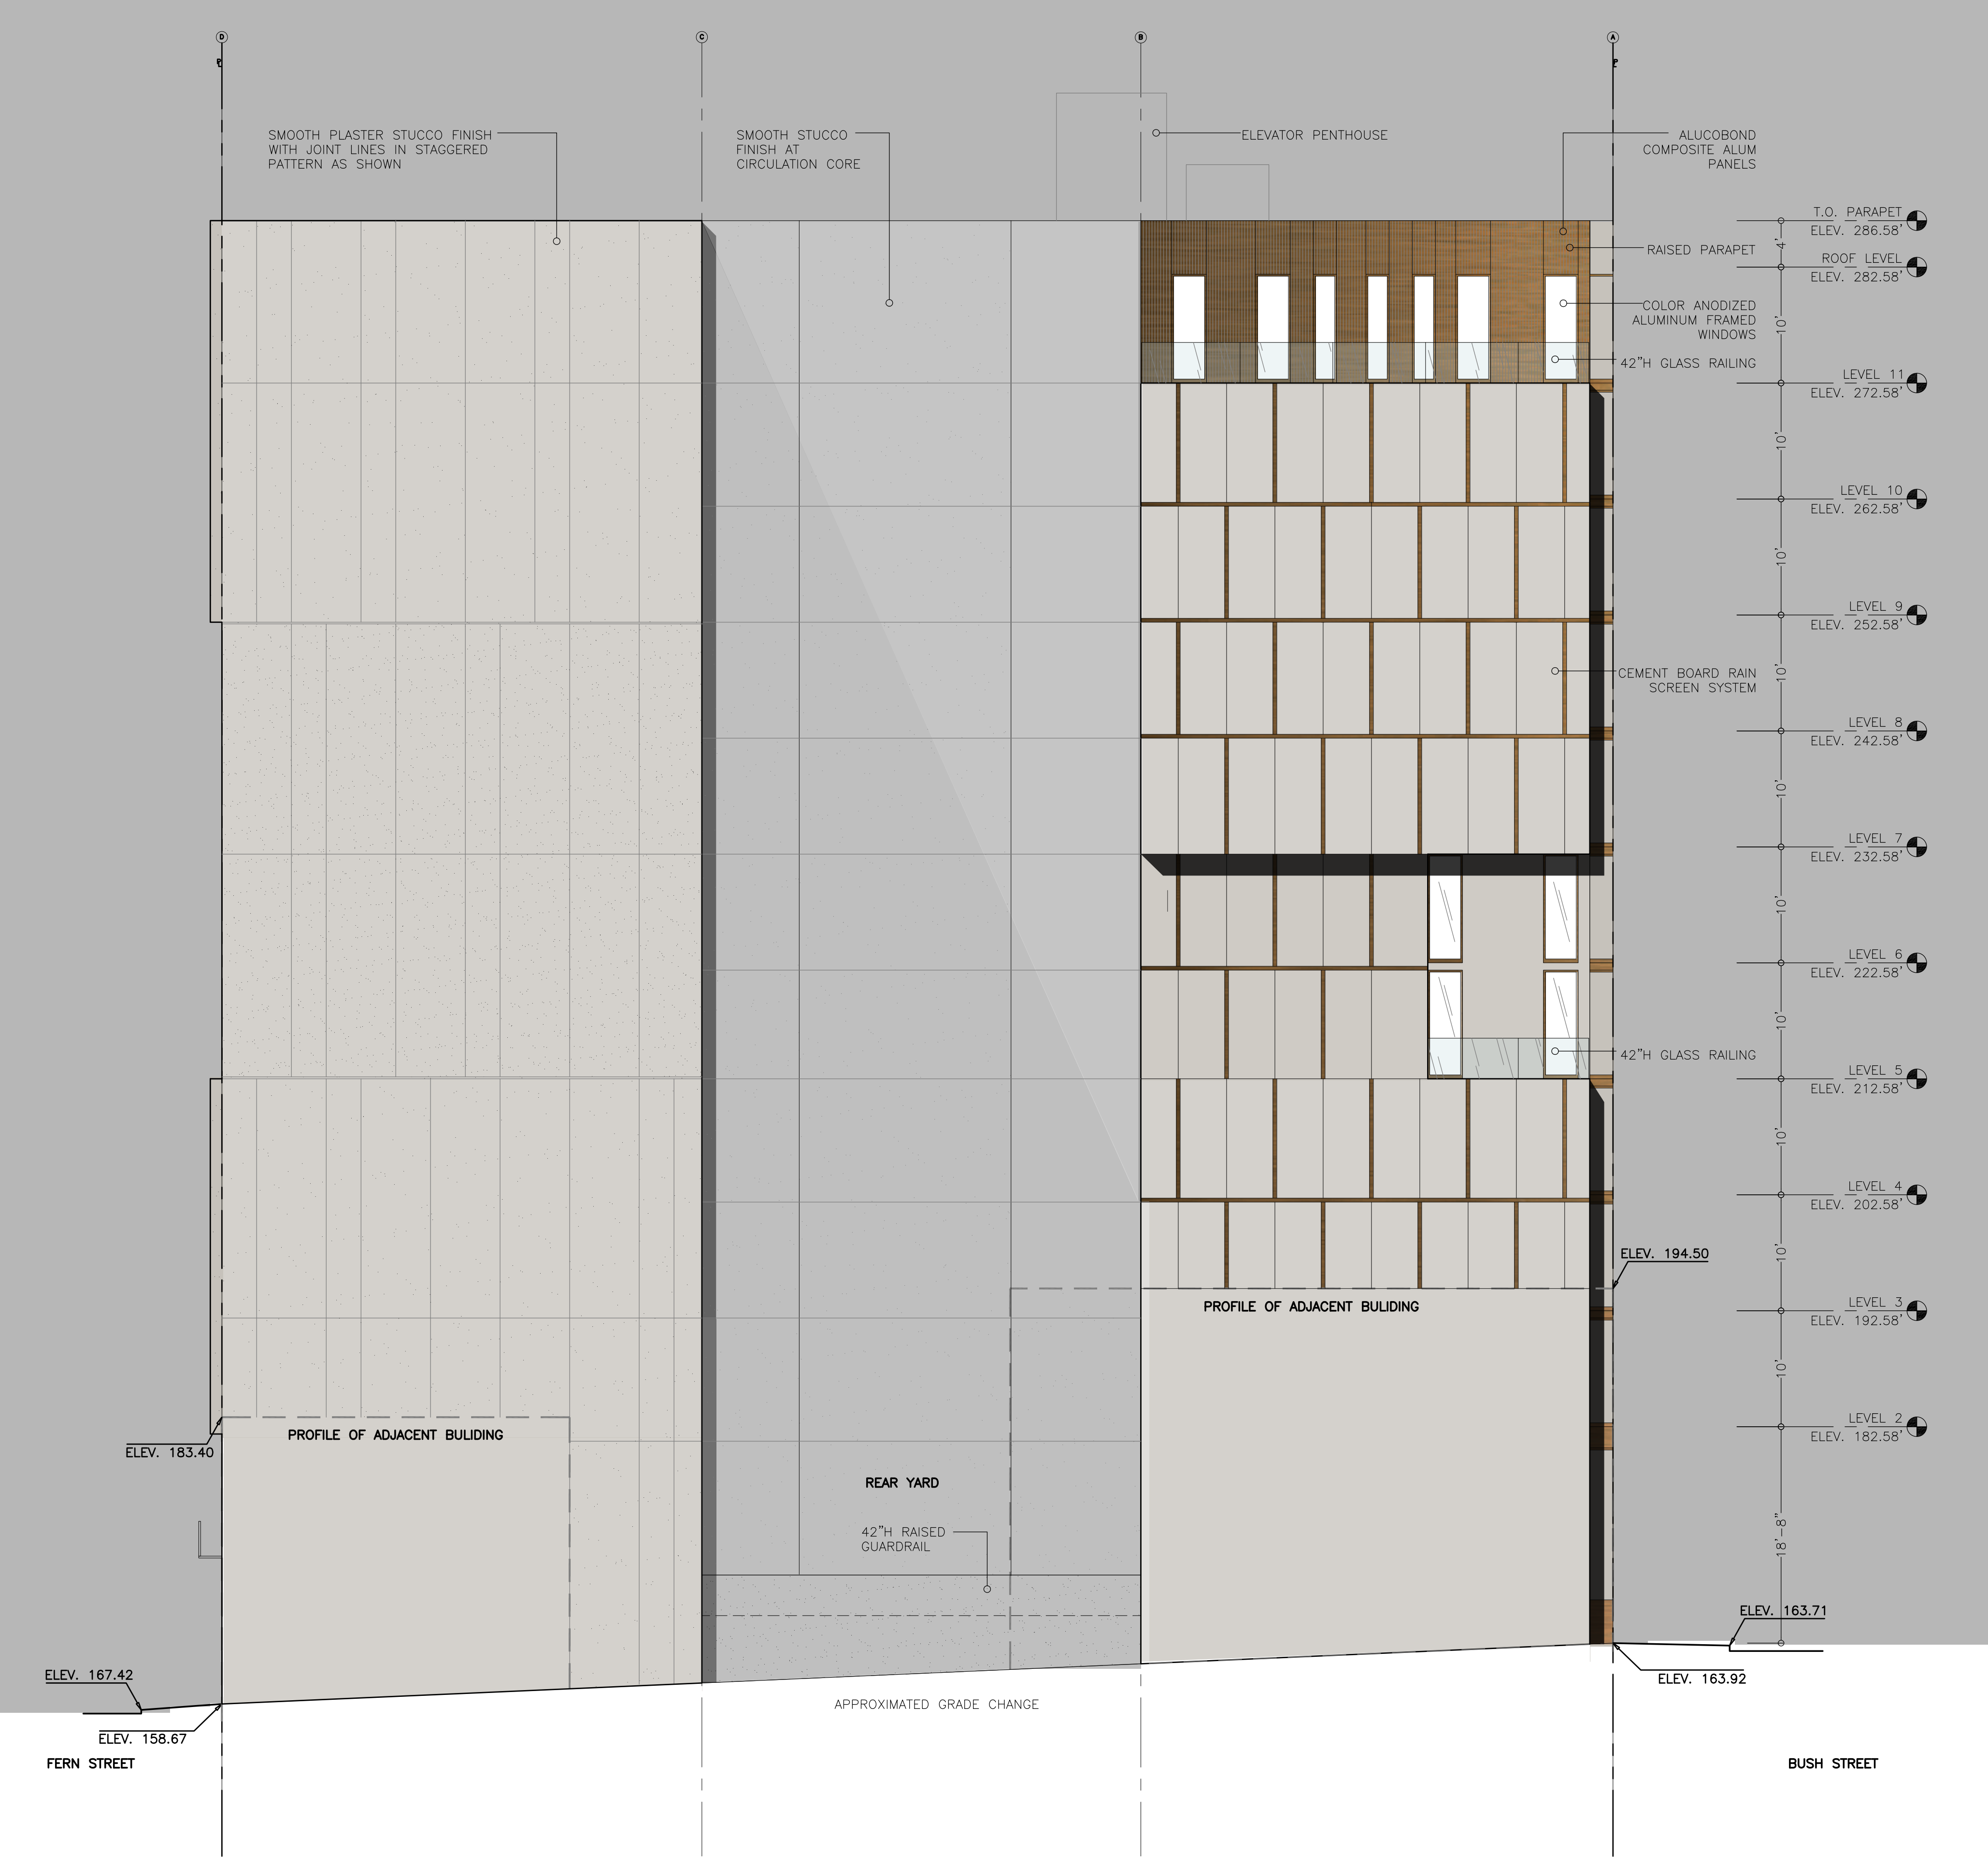 D
C
B
A
PL
PL
SMOOTH PLASTER STUCCO FINISH
WITH JOINT LINES IN STAGGERED
PATTERN AS SHOWN
SMOOTH STUCCO
FINISH AT
CIRCULATION CORE
ELEVATOR PENTHOUSE
ALUCOBOND
COMPOSITE ALUM
PANELS
T.O. PARAPET
ELEV. 286.58'
4'
RAISED PARAPET
ROOF LEVEL
ELEV. 282.58'
COLOR ANODIZED
ALUMINUM FRAMED
WINDOWS
10'
42"H GLASS RAILING
LEVEL 11
ELEV. 272.58'
10'
LEVEL 10
ELEV. 262.58'
10'
LEVEL 9
ELEV. 252.58'
CEMENT BOARD RAIN
SCREEN SYSTEM
10'
LEVEL 8
ELEV. 242.58'
10'
LEVEL 7
ELEV. 232.58'
10'
LEVEL 6
ELEV. 222.58'
10'
42"H GLASS RAILING
LEVEL 5
ELEV. 212.58'
10'
LEVEL 4
ELEV. 202.58'
10'
ELEV. 194.50
PROFILE OF ADJACENT BULIDING
LEVEL 3
ELEV. 192.58'
10'
LEVEL 2
ELEV. 182.58'
PROFILE OF ADJACENT BULIDING
ELEV. 183.40
REAR YARD
42"H RAISED
GUARDRAIL
18'-8"
ELEV. 163.71
ELEV. 167.42
ELEV. 163.92
APPROXIMATED GRADE CHANGE
ELEV. 158.67
FERN STREET
BUSH STREET